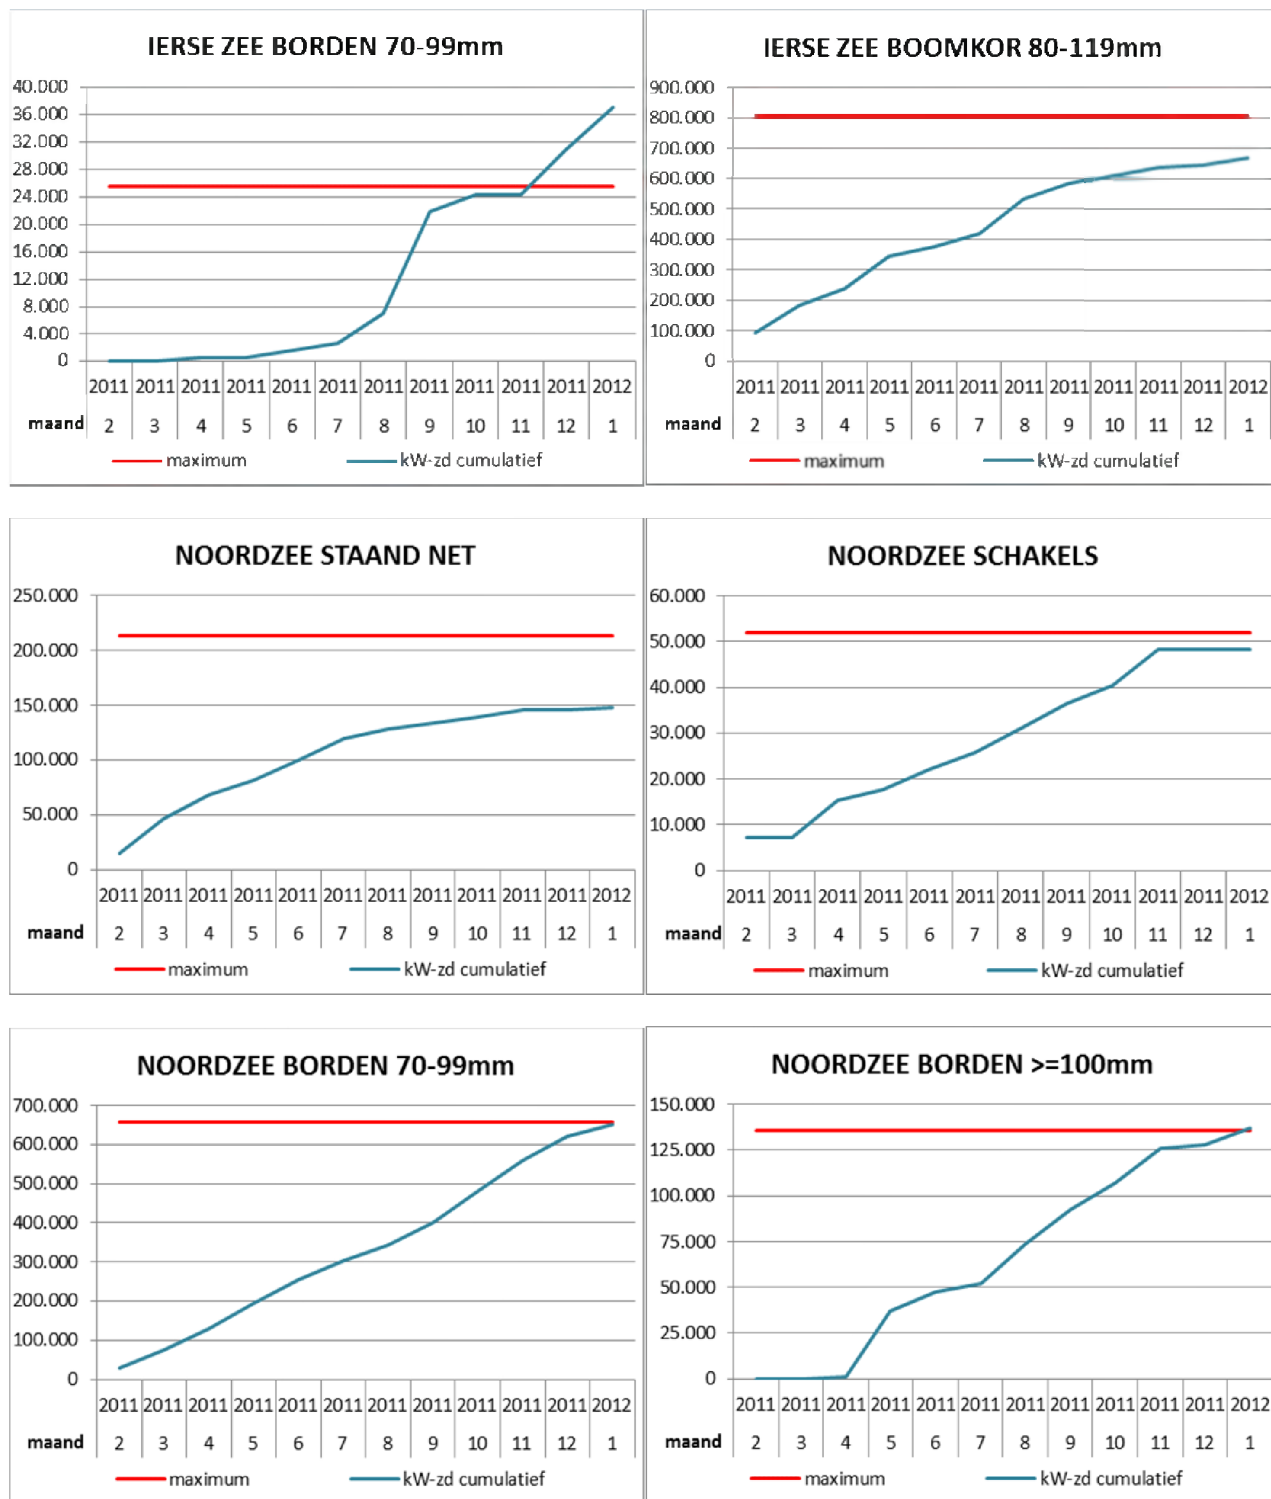 IERSE ZEE BORDEN 70-99mm
40.000
36.000
32.000
28.000
24.000
20.000
16.000
12.000
8.000
4.000
0
2011 2011 2011 2011 2011 2011 2011 2011 2011 2011 2011 2012
maand 2 3 4 5 6 7 8 9 10 11 12 1
maximum kW-zd cumulatief
IERSE ZEE BOOMKOR 80-119mm
900.000
800.000
700.000
600.000
500.000
400.000
300.000
200.000
100.000
0
2011 2011 2011 2011 2011 2011 2011 2011 2011 2011 2011 2012
maand 2 3 4 5 6 7 8 9 10 11 12 1
maximum kW-zd cumulatief
NOORDZEE STAAND NET
250.000
200.000
150.000
100.000
50.000
0
2011 2011 2011 2011 2011 2011 2011 2011 2011 2011 2011 2012
maand 2 3 4 5 6 7 8 9 10 11 12 1
maximum kW-zd cumulatief
NOORDZEE SCHAKELS
60.000
50.000
40.000
30.000
20.000
10.000
0
2011 2011 2011 2011 2011 2011 2011 2011 2011 2011 2011 2012
maand 2 3 4 5 6 7 8 9 10 11 12 1
maximum kW-zd cumulatief
NOORDZEE BORDEN 70-99mm
700.000
600.000
500.000
400.000
300.000
200.000
100.000
0
2011 2011 2011 2011 2011 2011 2011 2011 2011 2011 2011 2012
maand 2 3 4 5 6 7 8 9 10 11 12 1
maximum kW-zd cumulatief
NOORDZEE BORDEN >=100mm
150.000
125.000
100.000
75.000
50.000
25.000
0
2011 2011 2011 2011 2011 2011 2011 2011 2011 2011 2011 2012
maand 2 3 4 5 6 7 8 9 10 11 12 1
maximum kW-zd cumulatief